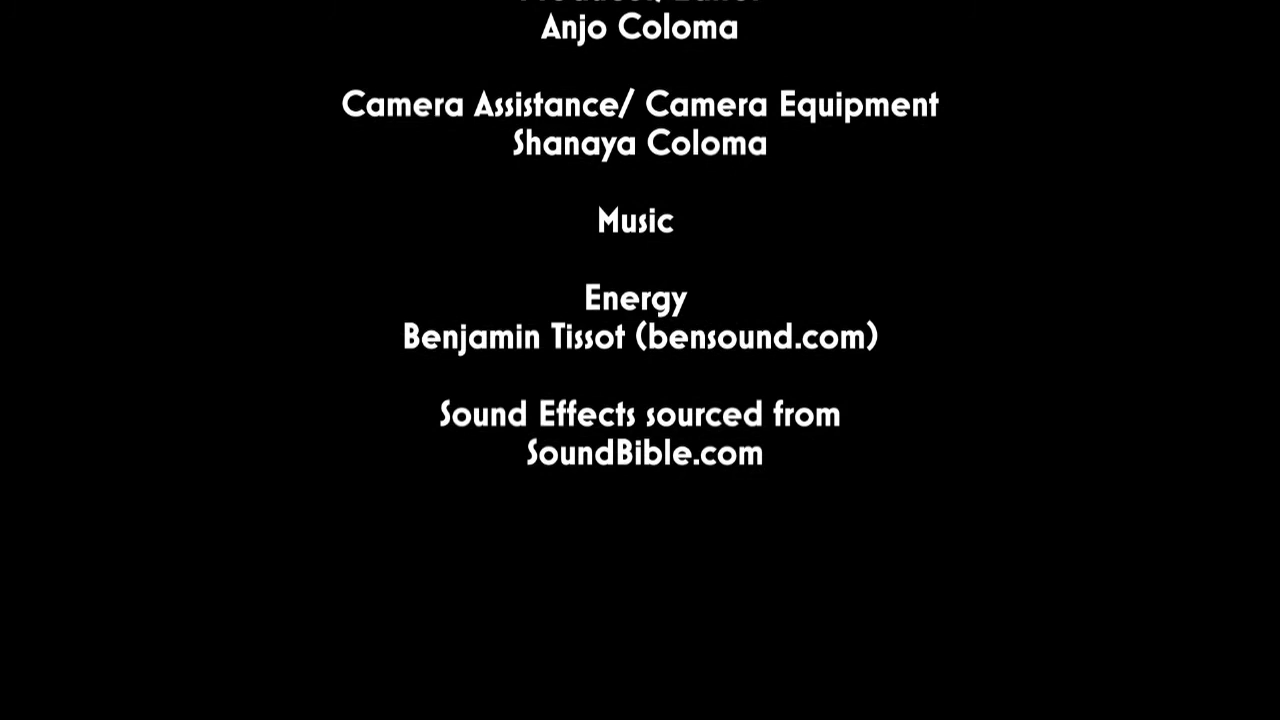 Anjo Coloma
Camera Assistance/ Camera Equipment
Shanaya Coloma
Music
Energy
Benjamin Tissot (bensound.com)
Sound Effects sourced from
SoundBible.com